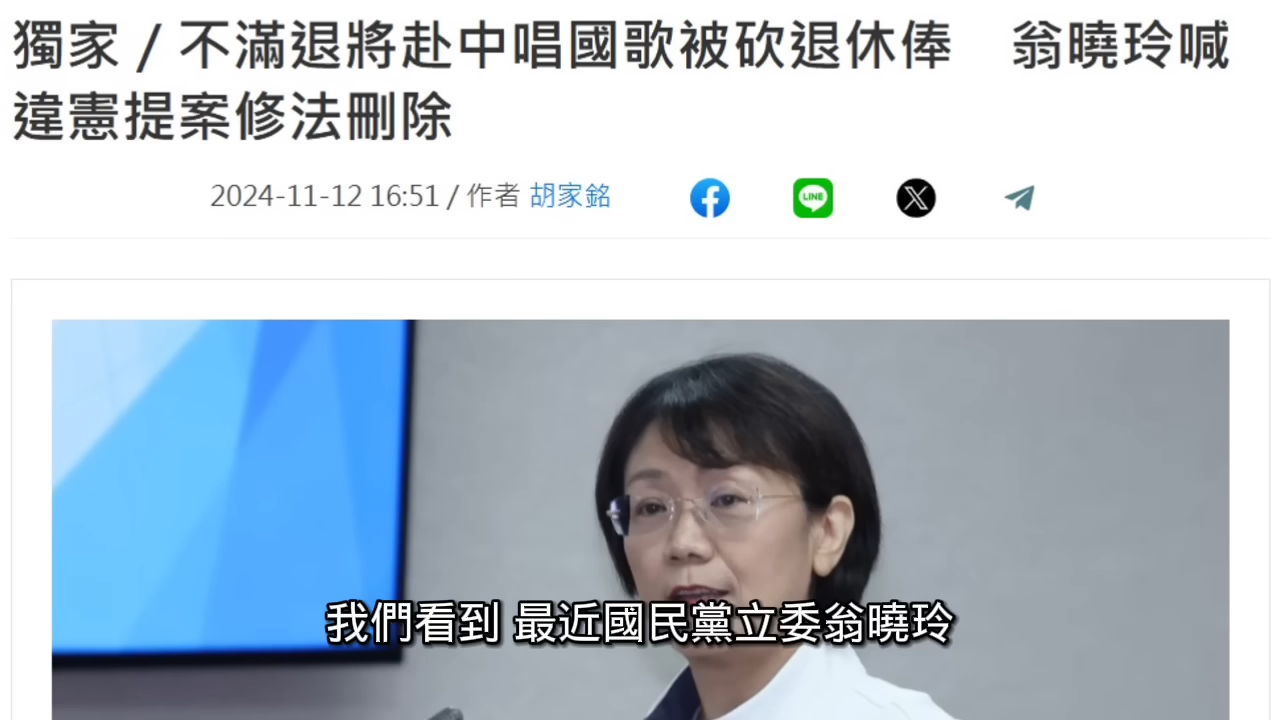 獨家／不滿退將赴中唱國歌被砍退休俸　翁曉玲喊
違憲提案修法刪除
2024-11-12 16:51 / 作者 胡家銘
LINE
我們看到 最近國民黨立委翁曉玲